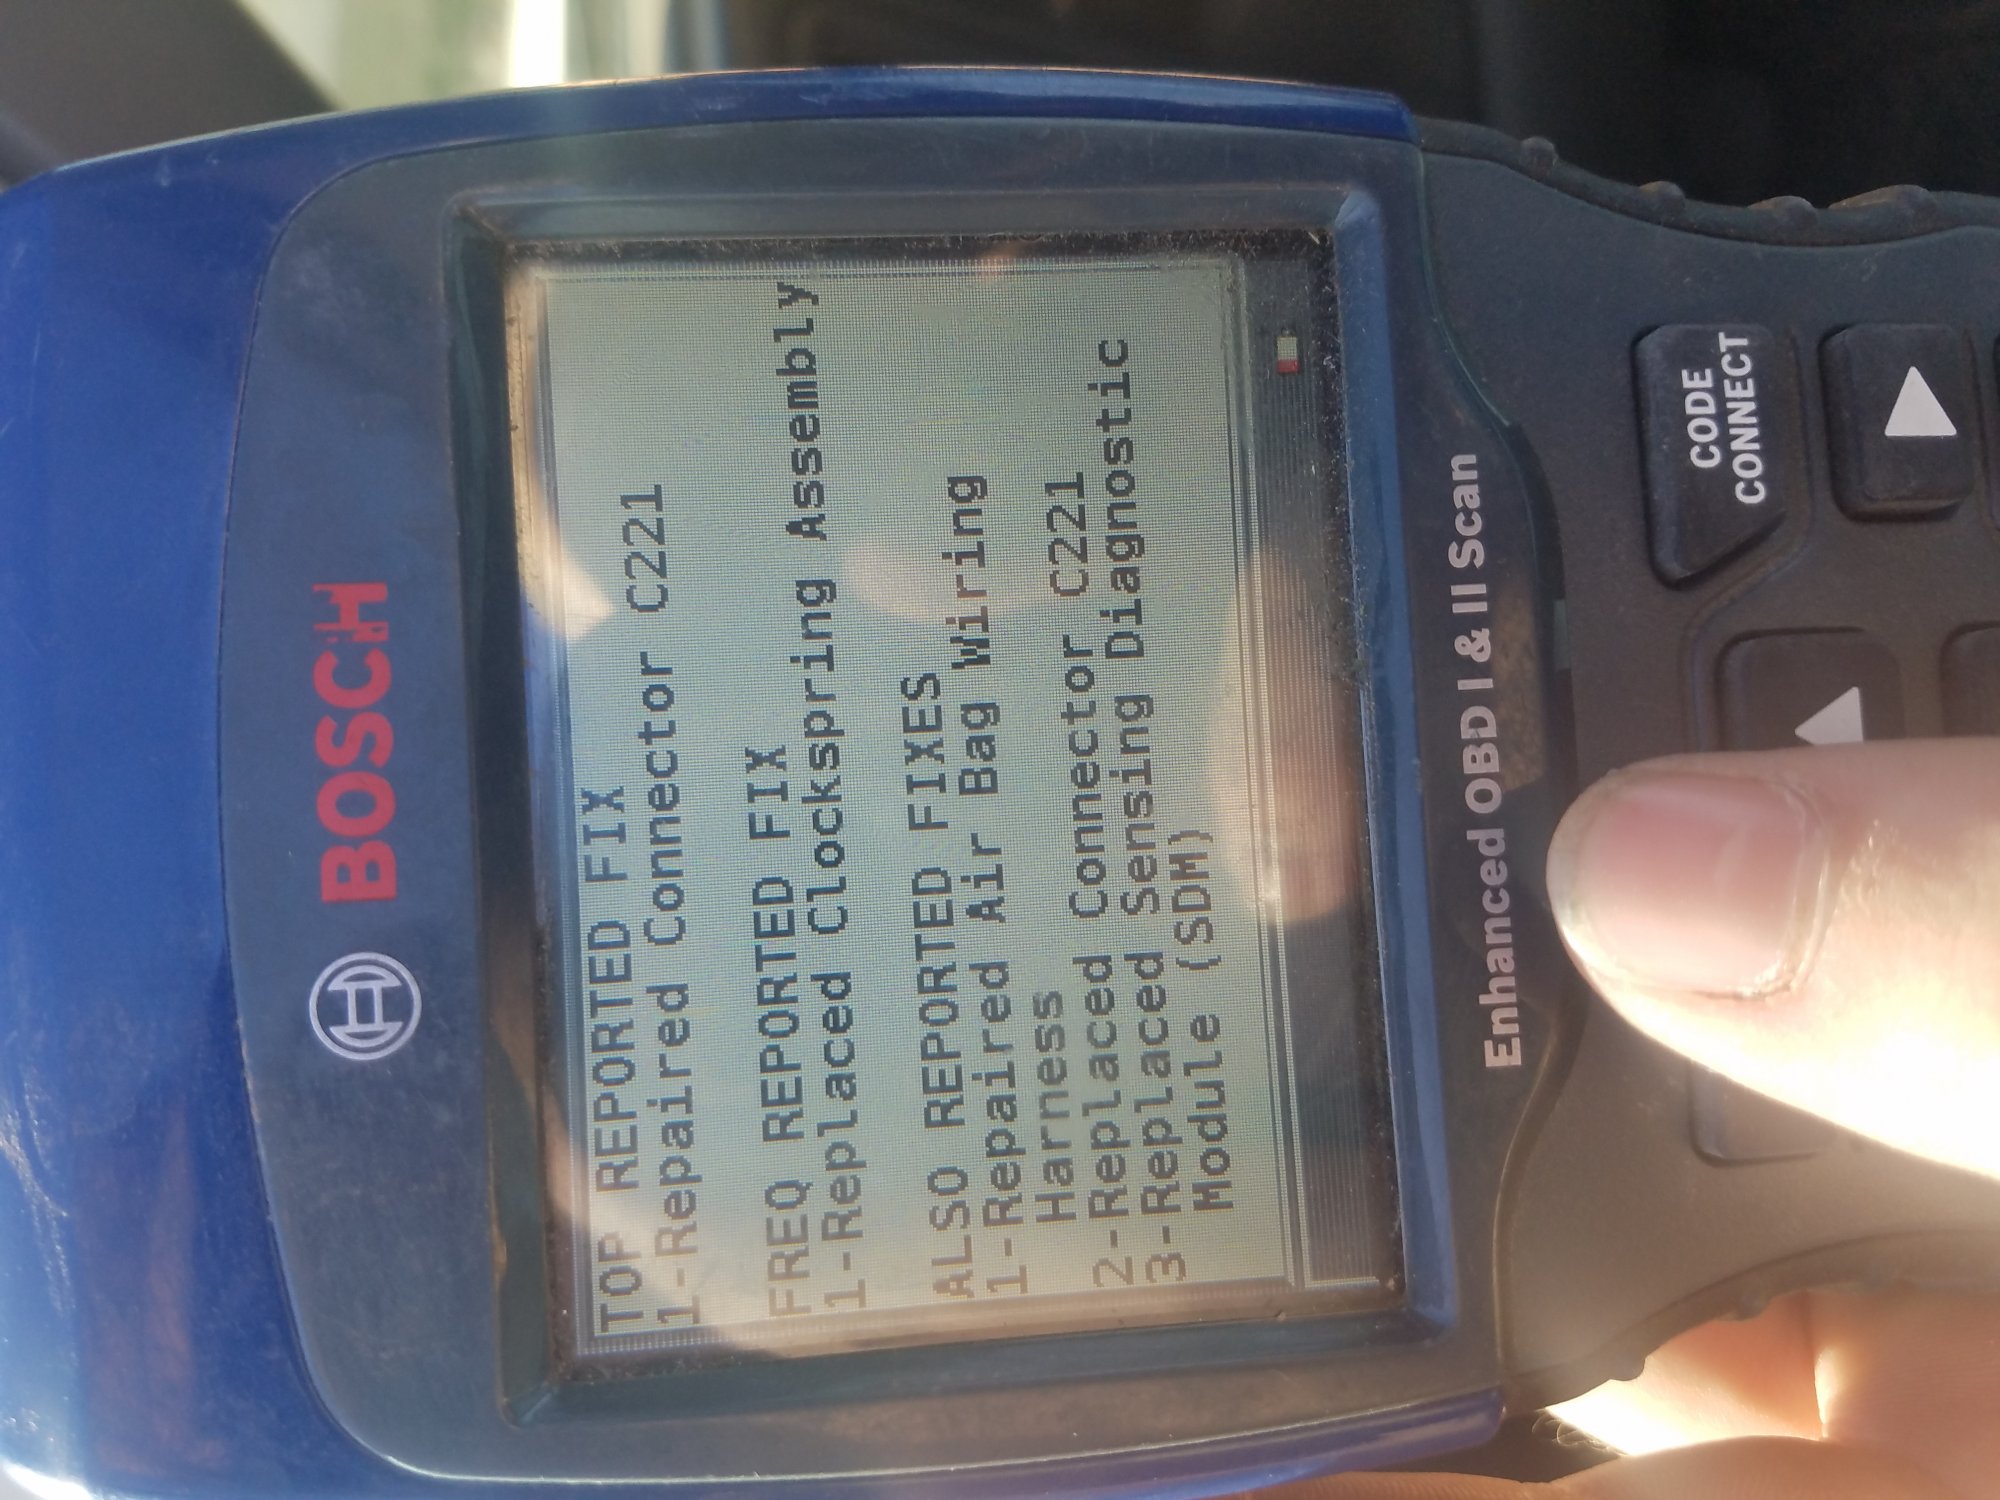 BOSCH
TOP REPORTED FIX
1-Repaired Connector C221
FREQ REPORTED FIX
1-Replaced Clockspring Assembly
ALSO REPORTED FIXES
1-Repaired Air Bag Wiring
Harness
2-Replaced Connector C221
3-Replaced Sensing Diagnostic
Module (SDM)
Enhanced OBD I & II Scan
CODE
CONNECT